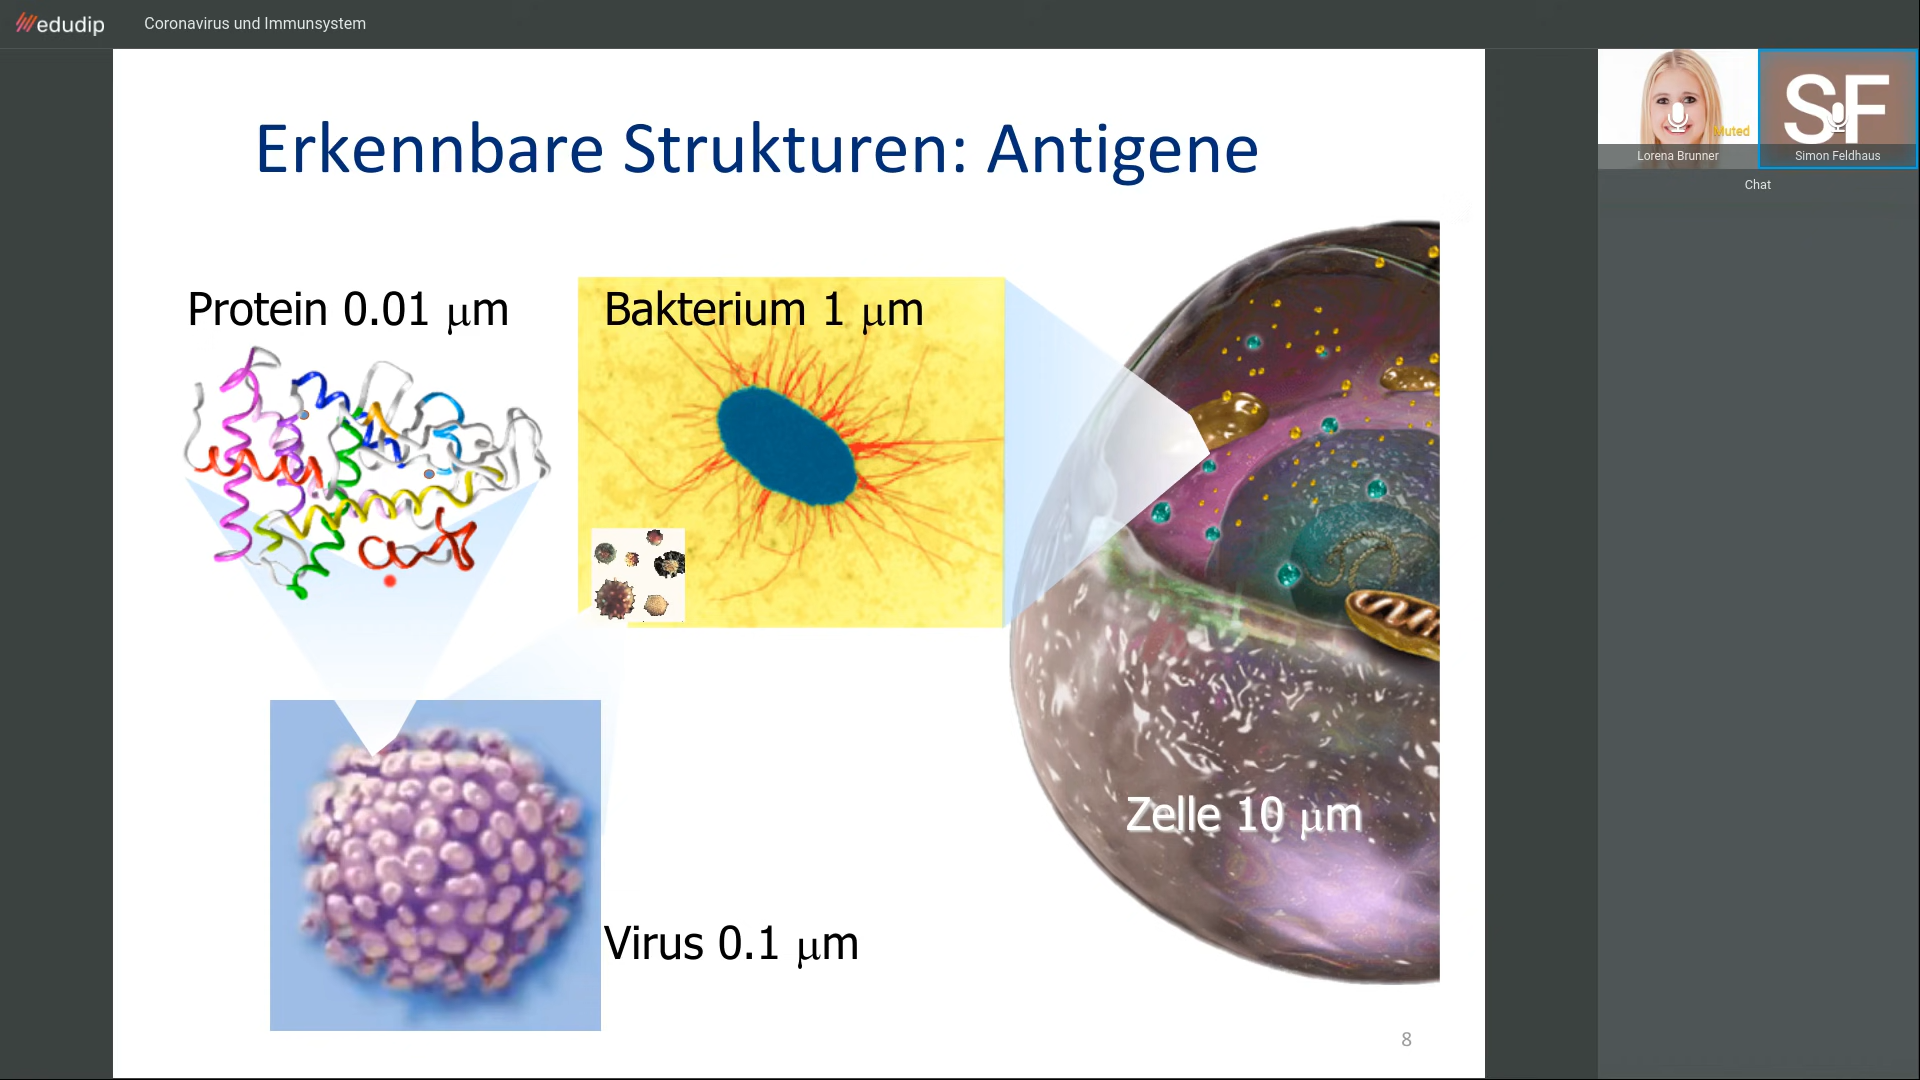 edudip
Coronavirus und Immunsystem
Erkennbare Strukturen: Antigene
Protein 0.01 μm
Bakterium 1 μm
Zelle 10 μm
Virus 0.1 μm
8
Muted
SF
Lorena Brunner
Simon Feldhaus
Chat